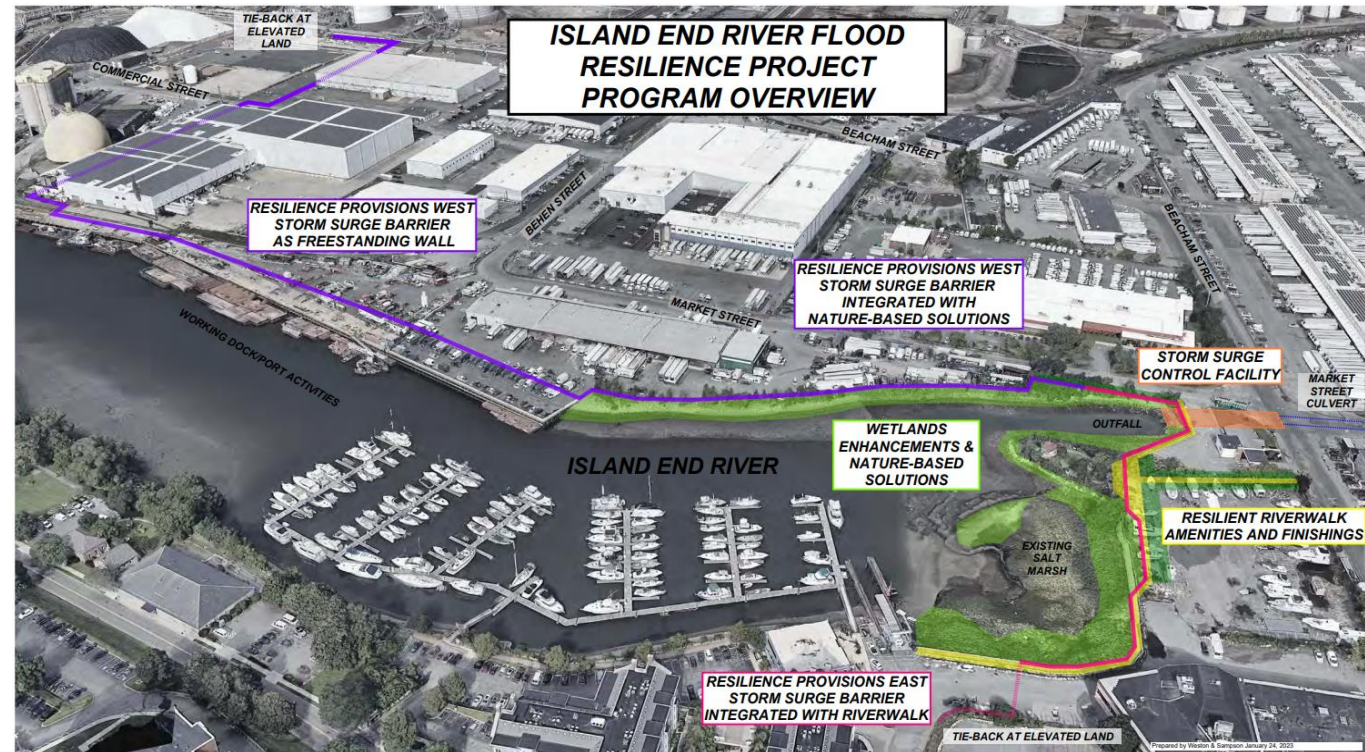 TIE-BACK AT
ELEVATED
LAND
ISLAND END RIVER FLOOD
RESILIENCE PROJECT
PROGRAM OVERVIEW
COMMERCIAL STREET
BEACHAM STREET
RESILIENCE PROVISIONS WEST
STORM SURGE BARRIER
AS FREESTANDING WALL
BEHEN STREET
BEACHAM STREET
RESILIENCE PROVISIONS WEST
STORM SURGE BARRIER
INTEGRATED WITH
NATURE-BASED SOLUTIONS
MARKET STREET
WORKING DOCK/PORT ACTIVITIES
STORM SURGE
CONTROL FACILITY
MARKET
STREET
CULVERT
OUTFALL
WETLANDS
ENHANCEMENTS &
NATURE-BASED
SOLUTIONS
ISLAND END RIVER
RESILIENT RIVERWALK
AMENITIES AND FINISHINGS
EXISTING
SALT
MARSH
RESILIENCE PROVISIONS EAST
STORM SURGE BARRIER
INTEGRATED WITH RIVERWALK
TIE-BACK AT ELEVATED LAND
Prepared by Weston & Sampson January 24, 2023